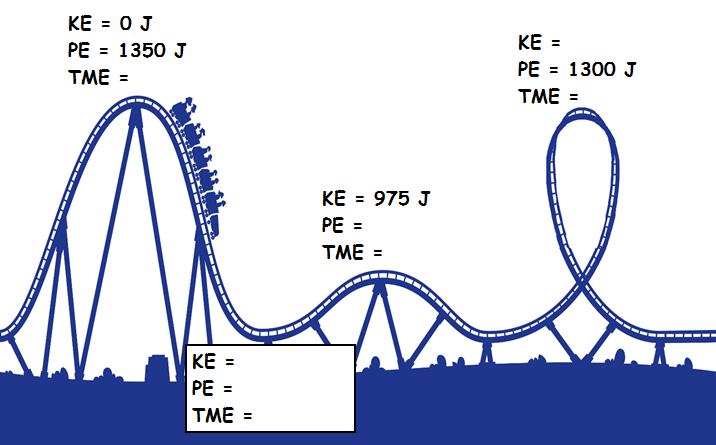 KE = 0 J
PE = 1350 J
TME =
KE =
PE = 1300 J
TME =
KE = 975 J
PE =
TME =
KE =
PE =
TME =